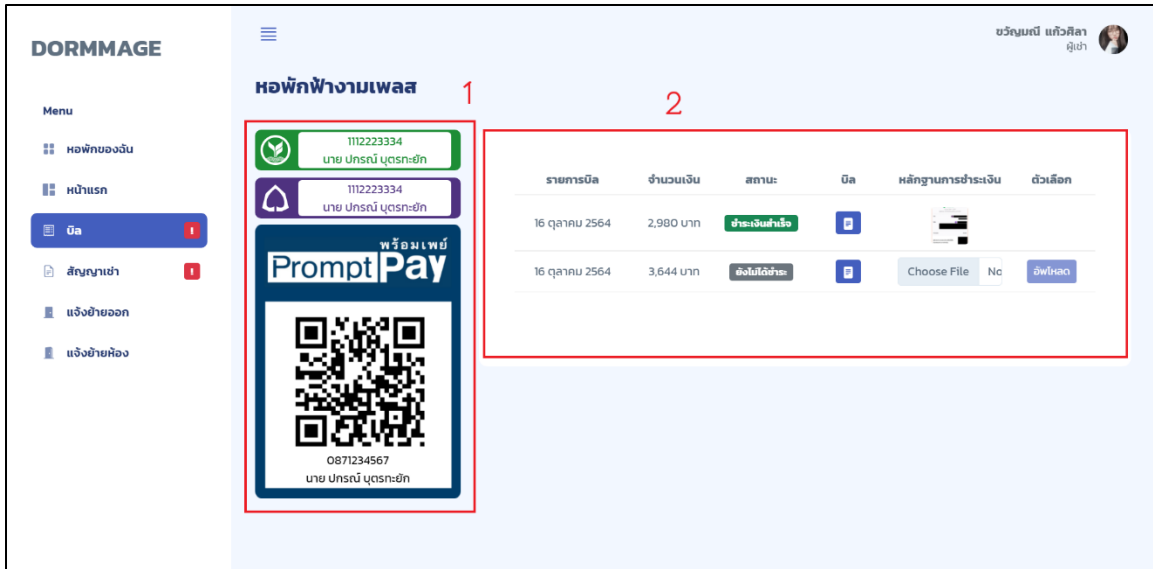 DORMMAGE
ขวัญมณี แก้วศิลา
ผู้เช่า
Menu
หอพักของฉัน
หน้าแรก
บิล
!
สัญญาเช่า
!
แจ้งย้ายออก
แจ้งย้ายห้อง
หอพักฟ้างามเพลส
1
1112223334
นาย ปกรณ์ บุตรทะยัก
1112223334
นาย ปกรณ์ บุตรทะยัก
พร้อมเพย์
PromptPay
0871234567
นาย ปกรณ์ บุตรทะยัก
2
รายการบิล จำนวนเงิน สถานะ บิล หลักฐานการชำระเงิน ตัวเลือก
16 ตุลาคม 2564 2,980 บาท ชำระเงินสำเร็จ
16 ตุลาคม 2564 3,644 บาท ยังไม่ได้ชำระ Choose File No อัพโหลด